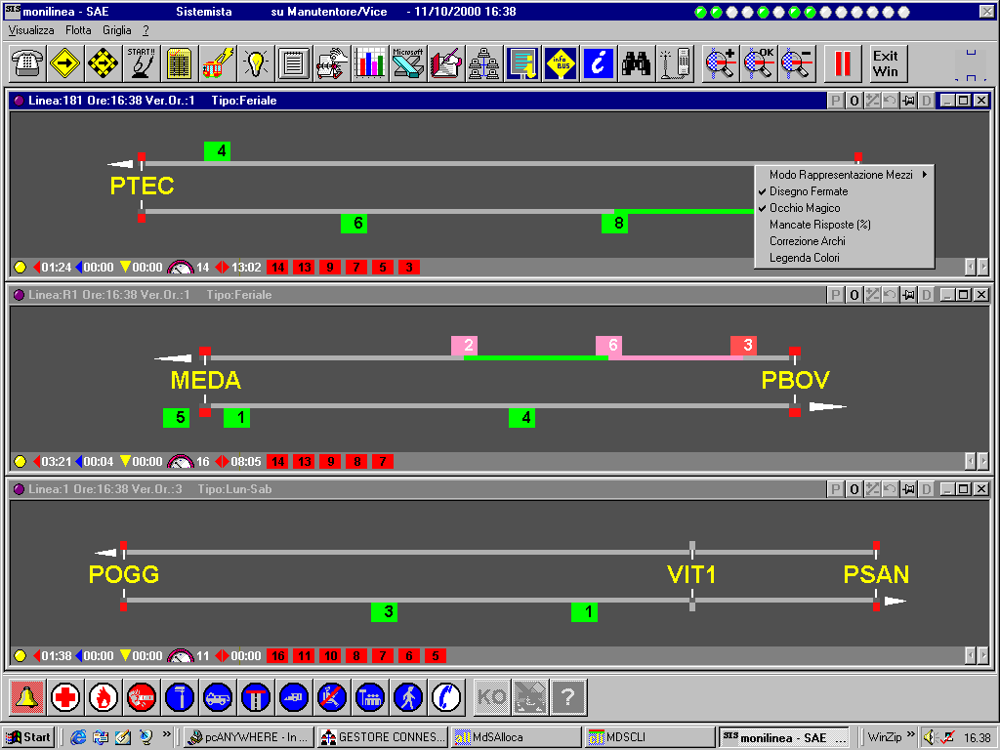 SIS monilinea - SAE Sistemista su Manutentore/Vice - 11/10/2000 16:38
Visualizza Flotta Griglia ?
START!! Microsoft info BUS i OK Exit Win
Linea:181 Ore:16:38 Ver.Or.:1 Tipo:Feriale P O D
4
PTEC
6 8
Modo Rappresentazione Mezzi
Disegno Fermate
Occhio Magico
Mancate Risposte (%)
Correzione Archi
Legenda Colori
01:24 00:00 00:00 14 13:02 14 13 9 7 5 3
Linea:R1 Ore:16:38 Ver.Or.:1 Tipo:Feriale P O D
2 6 3
MEDA PBOV
5 1 4
03:21 00:04 00:00 16 08:05 14 13 9 8 7
Linea:1 Ore:16:38 Ver.Or.:3 Tipo:Lun-Sab P O D
POGG VIT1 PSAN
3 1
01:38 00:00 00:00 11 00:00 16 11 10 8 7 6 5
KO ?
Start » pcANYWHERE - In ... GESTORE CONNES... MdSAlloca MDSCLI SIS monilinea - SAE ... WinZip » 16.38